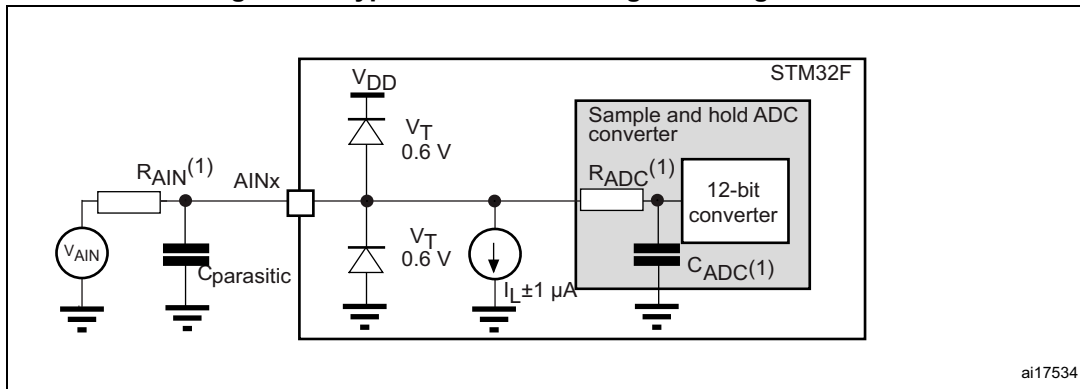 STM32F
VDD
Sample and hold ADC
converter
VT
0.6 V
RAIN(1)
AINx
RADC(1)
12-bit
converter
VAIN
Cparasitic
VT
0.6 V
IL±1 µA
CADC(1)
ai17534